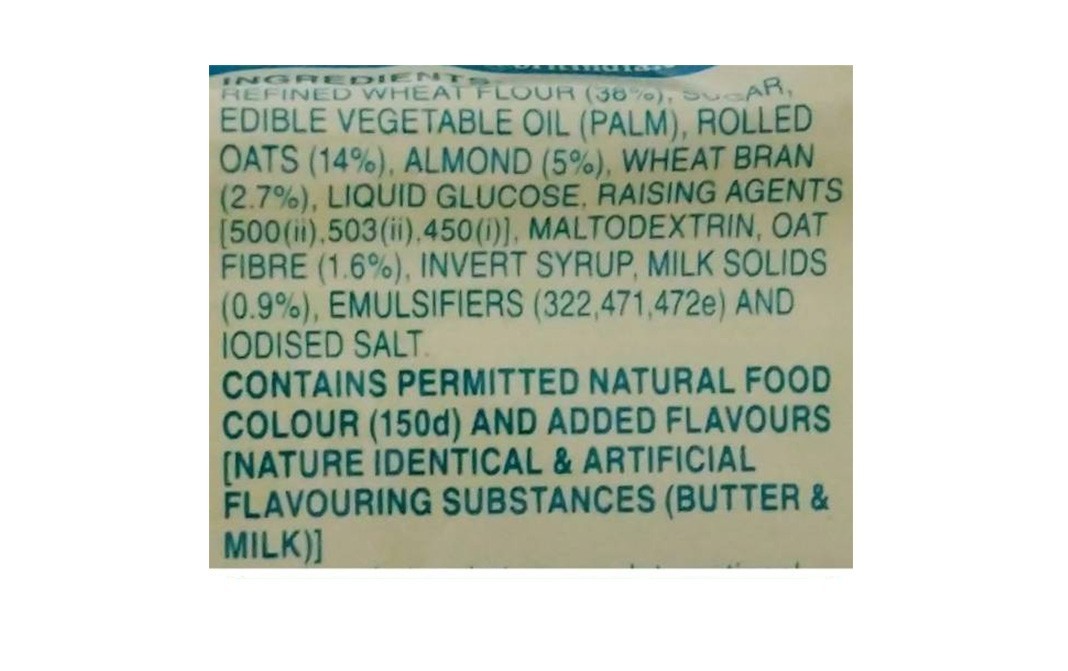 INGREDIENTS
REFINED WHEAT FLOUR (38%), SUGAR,
EDIBLE VEGETABLE OIL (PALM), ROLLED
OATS (14%), ALMOND (5%), WHEAT BRAN
(2.7%), LIQUID GLUCOSE, RAISING AGENTS
[500(ii),503(ii),450(i)], MALTODEXTRIN, OAT
FIBRE (1.6%), INVERT SYRUP, MILK SOLIDS
(0.9%), EMULSIFIERS (322,471,472e) AND
IODISED SALT.
CONTAINS PERMITTED NATURAL FOOD
COLOUR (150d) AND ADDED FLAVOURS
[NATURE IDENTICAL & ARTIFICIAL
FLAVOURING SUBSTANCES (BUTTER &
MILK)]